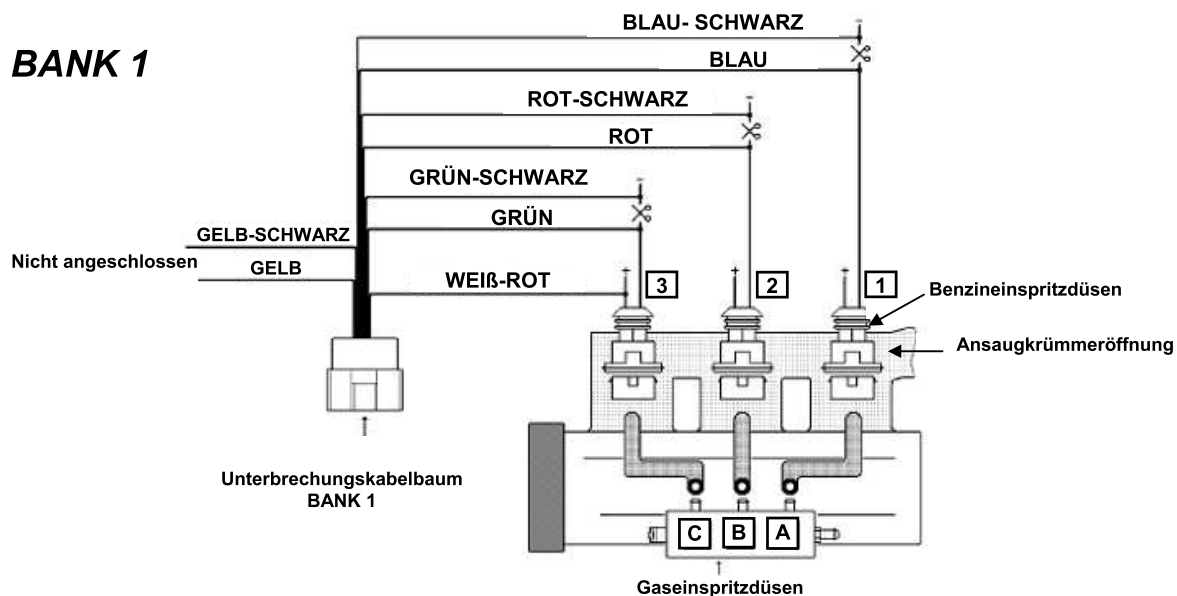 BANK 1
BLAU- SCHWARZ
BLAU
ROT-SCHWARZ
ROT
GRÜN-SCHWARZ
GRÜN
GELB-SCHWARZ
Nicht angeschlossen
GELB
WEIß-ROT
3
2
1
Benzineinspritzdüsen
Ansaugkrümmeröffnung
Unterbrechungskabelbaum
BANK 1
C
B
A
Gaseinspritzdüsen